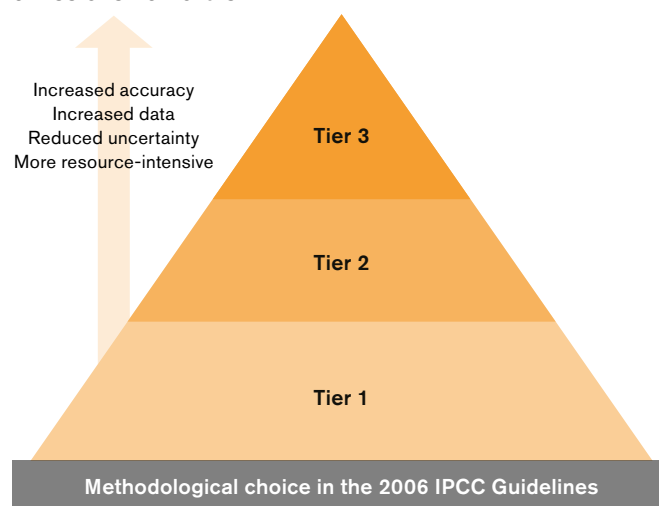 Increased accuracy
Increased data
Reduced uncertainty
More resource-intensive
Tier 3
Tier 2
Tier 1
Methodological choice in the 2006 IPCC Guidelines